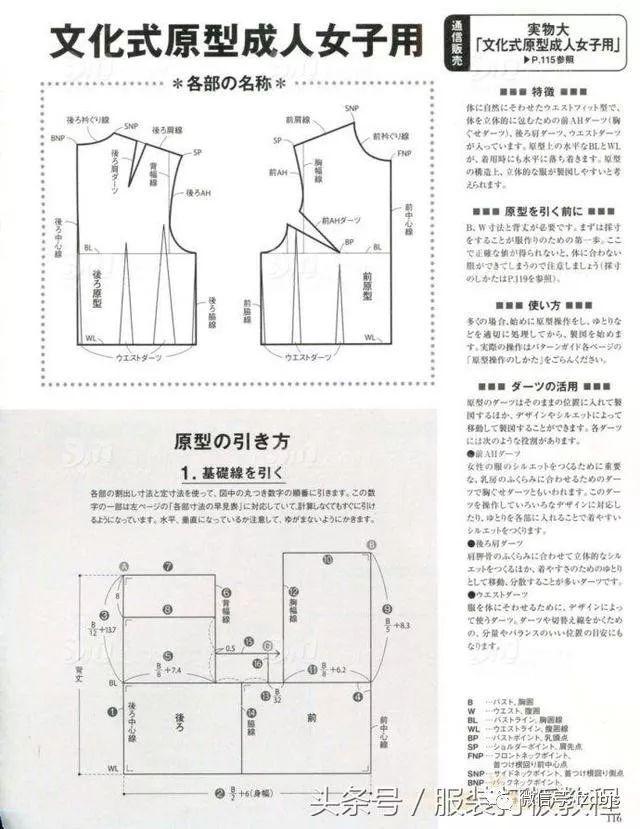 文化式原型成人女子用
通信販売
実物大
「文化式原型成人女子用」
▶P.115参照
＊各部の名称＊
後ろ衿ぐり線
SNP
後ろ肩線
BNP
SP
後ろ肩ダーツ
背幅線
後ろAH
後ろ中心線
BL
後ろ原型
後ろ脇線
WL
ウエストダーツ
SNP
前肩線
前衿ぐり線
SP
FNP
前AH
胸幅線
前AHダーツ
BP
前中心線
BL
前原型
前脇線
WL
ウエストダーツ
■■■ 特徴 ■■■
体に自然にそわせたウエストフィット型で、
体を立体的に包むための前AHダーツ（胸
ぐせダーツ）、後ろ肩ダーツ、ウエストダーツ
が入っています。原型上の水平なBLとWL
が、着用時にも水平に落ち着きます。原型
の構造上、立体的な服が製図しやすいと考
えられます。
■■■ 原型を引く前に ■■■
B、W寸法と背丈が必要です。まずは採寸
をすることが服作りのための第一歩。ここ
で正確な値が得られないと、体に合わない
服ができてしまうので注意しましょう（採寸
のしかたはP.119を参照）。
■■■ 使い方 ■■■
多くの場合、始めに原型操作をし、ゆとりな
どを適切に処理してから、製図を始めま
す。実際の操作はパターンガイド各ページの
「原型操作のしかた」をごらんください。
■■■ ダーツの活用 ■■■
原型のダーツはそのままの位置に入れて製
図するほか、デザインやシルエットによって
移動して製図することができます。各ダーツ
には次のような役割があります。
●前AHダーツ
女性の服のシルエットをつくるために重要
な、乳房のふくらみに合わせるためのダー
ツで胸ぐせダーツともいわれます。このダー
ツを操作していろいろなデザインに対応し
たり、ゆとりを各部に入れることで着やすい
シルエットをつくります。
●後ろ肩ダーツ
肩胛骨のふくらみに合わせて立体的なシル
エットをつくるほか、着やすさのためのゆとり
として移動、分散することが多いダーツです。
●ウエストダーツ
服を体にそわせるために、デザインによっ
て使うダーツ。ダーツや切替え線をかくため
の、分量やバランスのいい位置の目安にも
なります。
原型の引き方
1. 基礎線を引く
各部の割出し寸法と定寸法を使って、図中の丸つき数字の順番に引きます。この数
字の一部は左ページの「各部寸法の早見表」に対応していて、計算しなくてもすぐに引け
るようになっています。水平、垂直になっているか注意して、ゆがまないようにかきます。
A
B
8
⑦
⑧
⑥
背幅線
⑩
⑫
胸幅線
③
B/12+13.7
⑨
B/5+8.3
背丈
⑤
B/8+7.4
0.5
⑮
C
⑯
⑪
B/8+6.2
BL
⑬
B/32
④
①
後ろ中心線
後ろ
⑭
脇線
前
前中心線
WL
② B/2+6(身幅)
B …バスト、胸囲
W …ウエスト、腹囲
BL …バストライン、胸囲線
WL …ウエストライン、腹囲線
BP …バストポイント、乳頭点
SP …ショルダーポイント、肩先点
FNP …フロントネックポイント、
首つけ根回り前中心点
SNP …サイドネックポイント、首つけ根回り側点
BNP …バックネックポイント、
头条号／服装打板教程
116